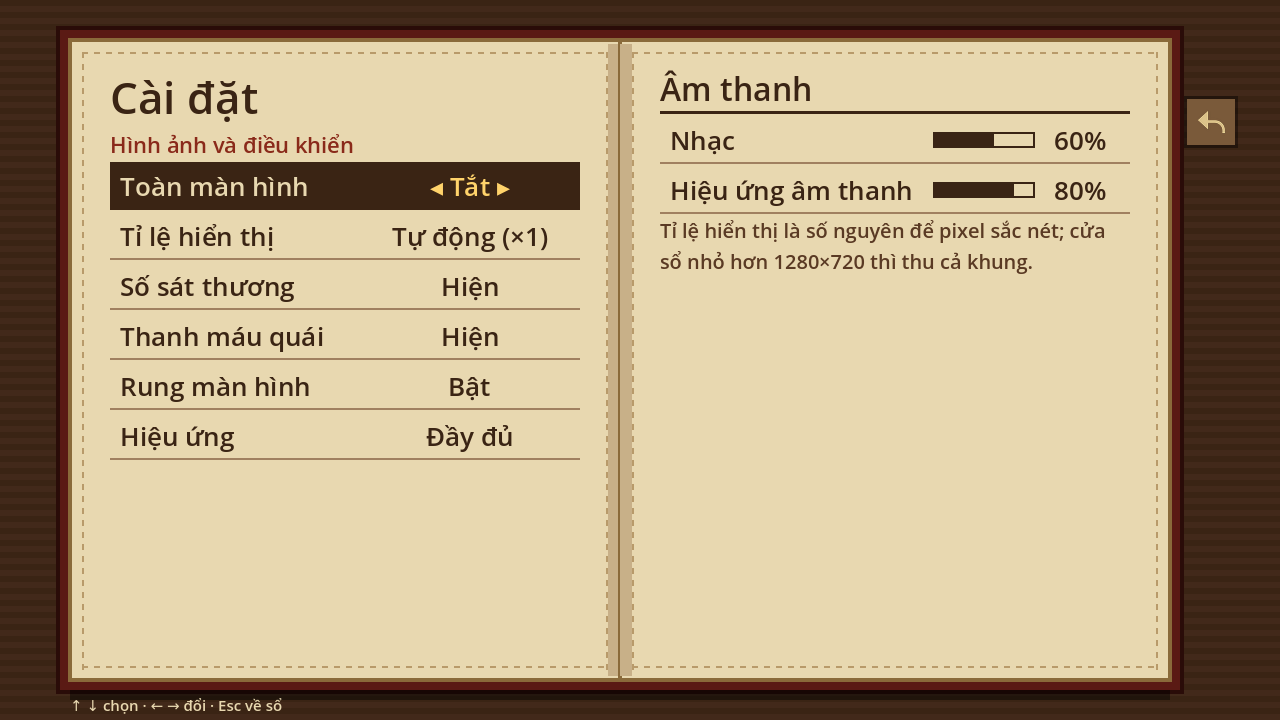 Cài đặt
Hình ảnh và điều khiển
Toàn màn hình ◂ Tắt ▸
Tỉ lệ hiển thị Tự động (×1)
Số sát thương Hiện
Thanh máu quái Hiện
Rung màn hình Bật
Hiệu ứng Đầy đủ
Âm thanh
Nhạc 60%
Hiệu ứng âm thanh 80%
Tỉ lệ hiển thị là số nguyên để pixel sắc nét; cửa
sổ nhỏ hơn 1280×720 thì thu cả khung.
↑ ↓ chọn · ← → đổi · Esc về sổ